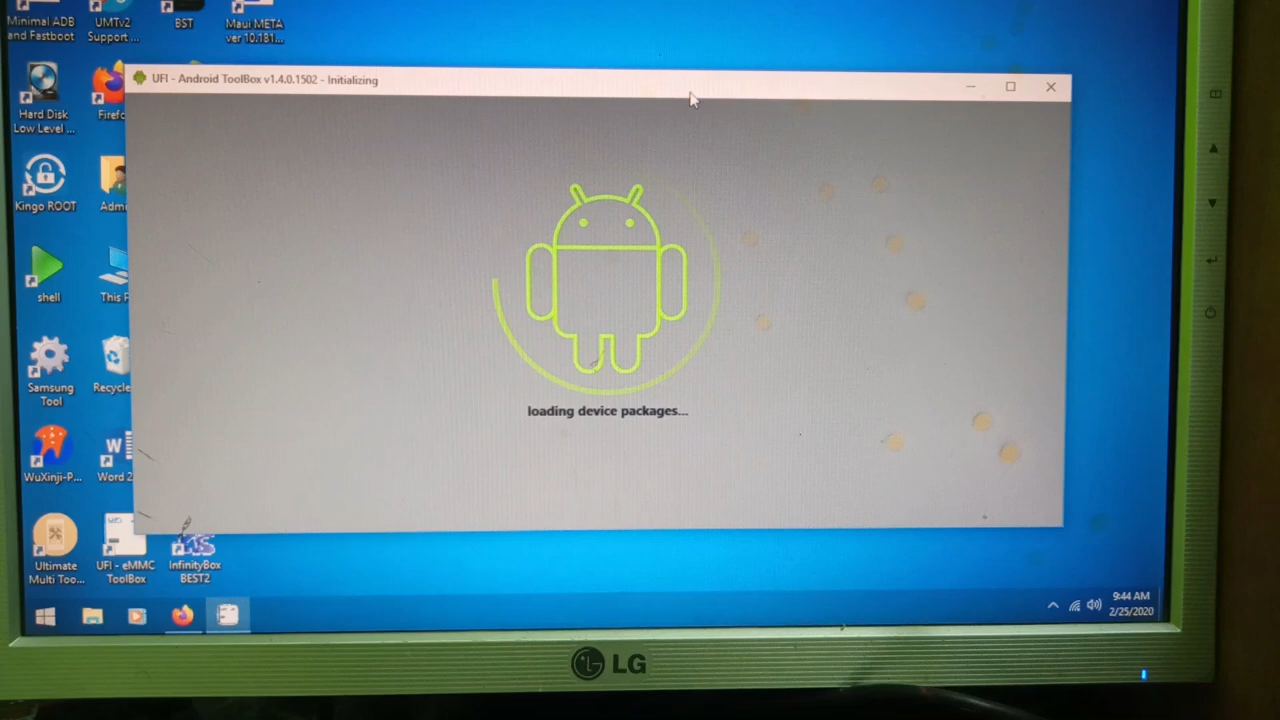 Minimal ADB
and Fastboot
UMTv2
Support ...
BST
Maui META
ver 10.181...
UFI - Android ToolBox v1.4.0.1502 - Initializing
Hard Disk
Low Level ...
Firefo
Kingo ROOT
Admi
shell
This P
loading device packages...
Samsung
Tool
Recycle
WuXinji-P...
W
Word 2
Ultimate
Multi Too...
UFI - eMMC
ToolBox
InfinityBox
BEST2
9:44 AM
2/25/2020
LG